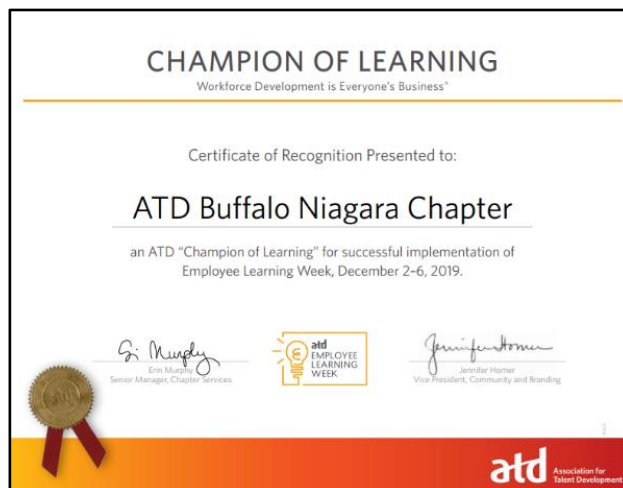 CHAMPION OF LEARNING
Workforce Development is Everyone's Business®
Certificate of Recognition Presented to:
ATD Buffalo Niagara Chapter
an ATD "Champion of Learning" for successful implementation of
Employee Learning Week, December 2–6, 2019.
Erin Murphy
Senior Manager, Chapter Services
atd
EMPLOYEE
LEARNING
WEEK
Jennifer Homer
Jennifer Homer
Vice President, Community and Branding
atd
Association for
Talent Development